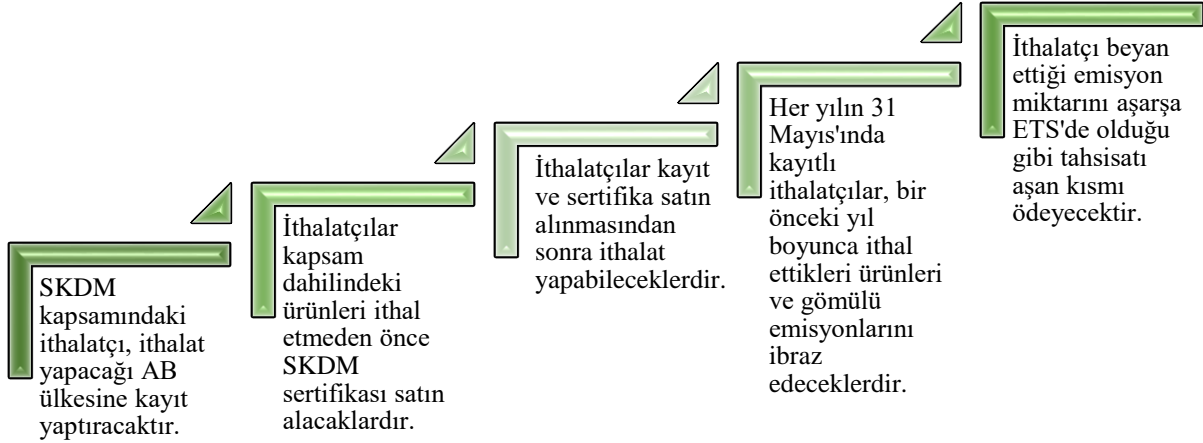 SKDM
kapsamındaki
ithalatçı, ithalat
yapacağı AB
ülkesine kayıt
yaptıracaktır.
İthalatçılar
kapsam
dahilindeki
ürünleri ithal
etmeden önce
SKDM
sertifikası satın
alacaklardır.
İthalatçılar kayıt
ve sertifika satın
alınmasından
sonra ithalat
yapabileceklerdir.
Her yılın 31
Mayıs'ında
kayıtlı
ithalatçılar, bir
önceki yıl
boyunca ithal
ettikleri ürünleri
ve gömülü
emisyonlarını
ibraz
edeceklerdir.
İthalatçı beyan
ettiği emisyon
miktarını aşarşa
ETS'de olduğu
gibi tahsisatı
aşan kısmı
ödeyecektir.